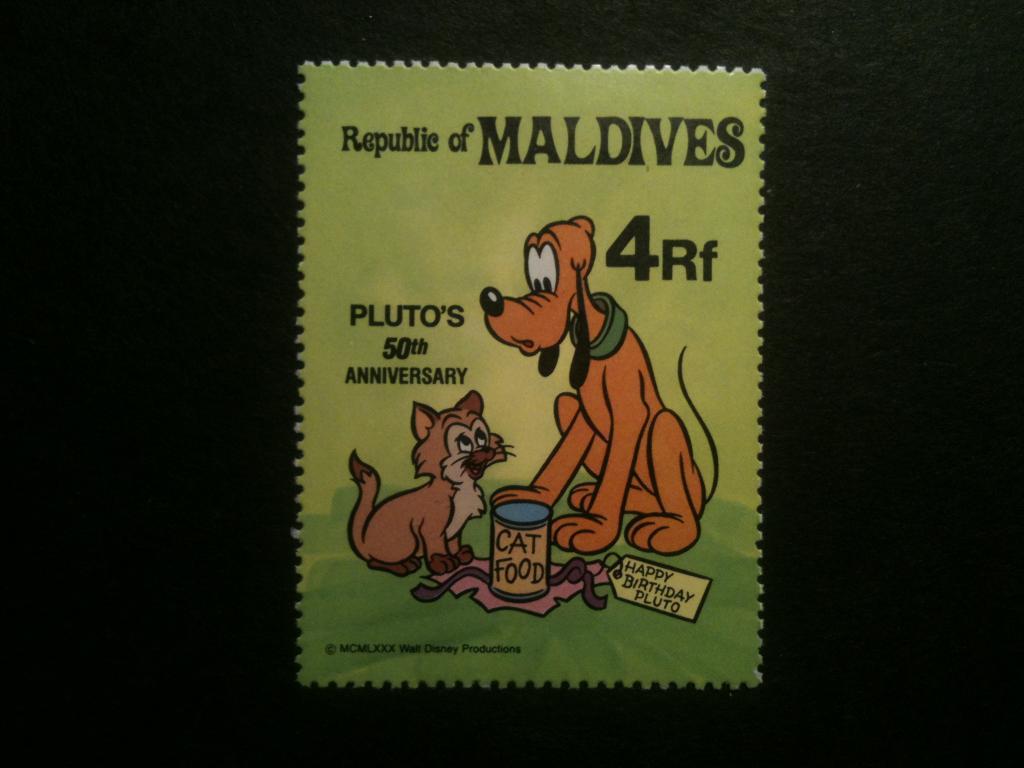 Republic of MALDIVES
4Rf
PLUTO'S
50th
ANNIVERSARY
CAT
FOOD
HAPPY
BIRTHDAY
PLUTO
© MCMLXXX Walt Disney Productions